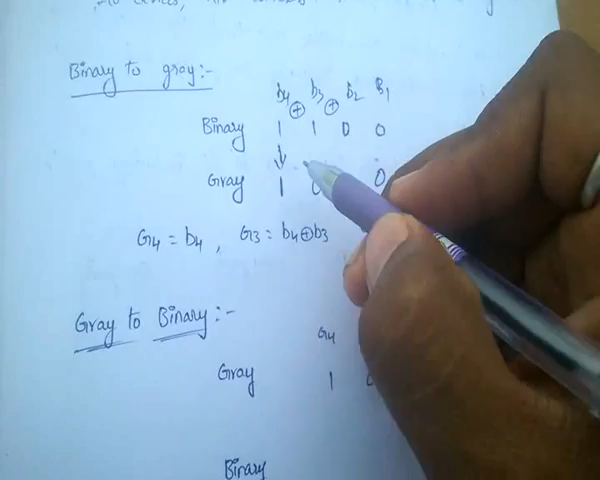 Binary to gray:-
b4 ⊕ b3 ⊕ b2 B1
Binary 1 1 0 0
Gray 1 0 0
G4 = b4 , G3 = b4⊕b3
Gray to Binary:-
G4
Gray 1
Binary